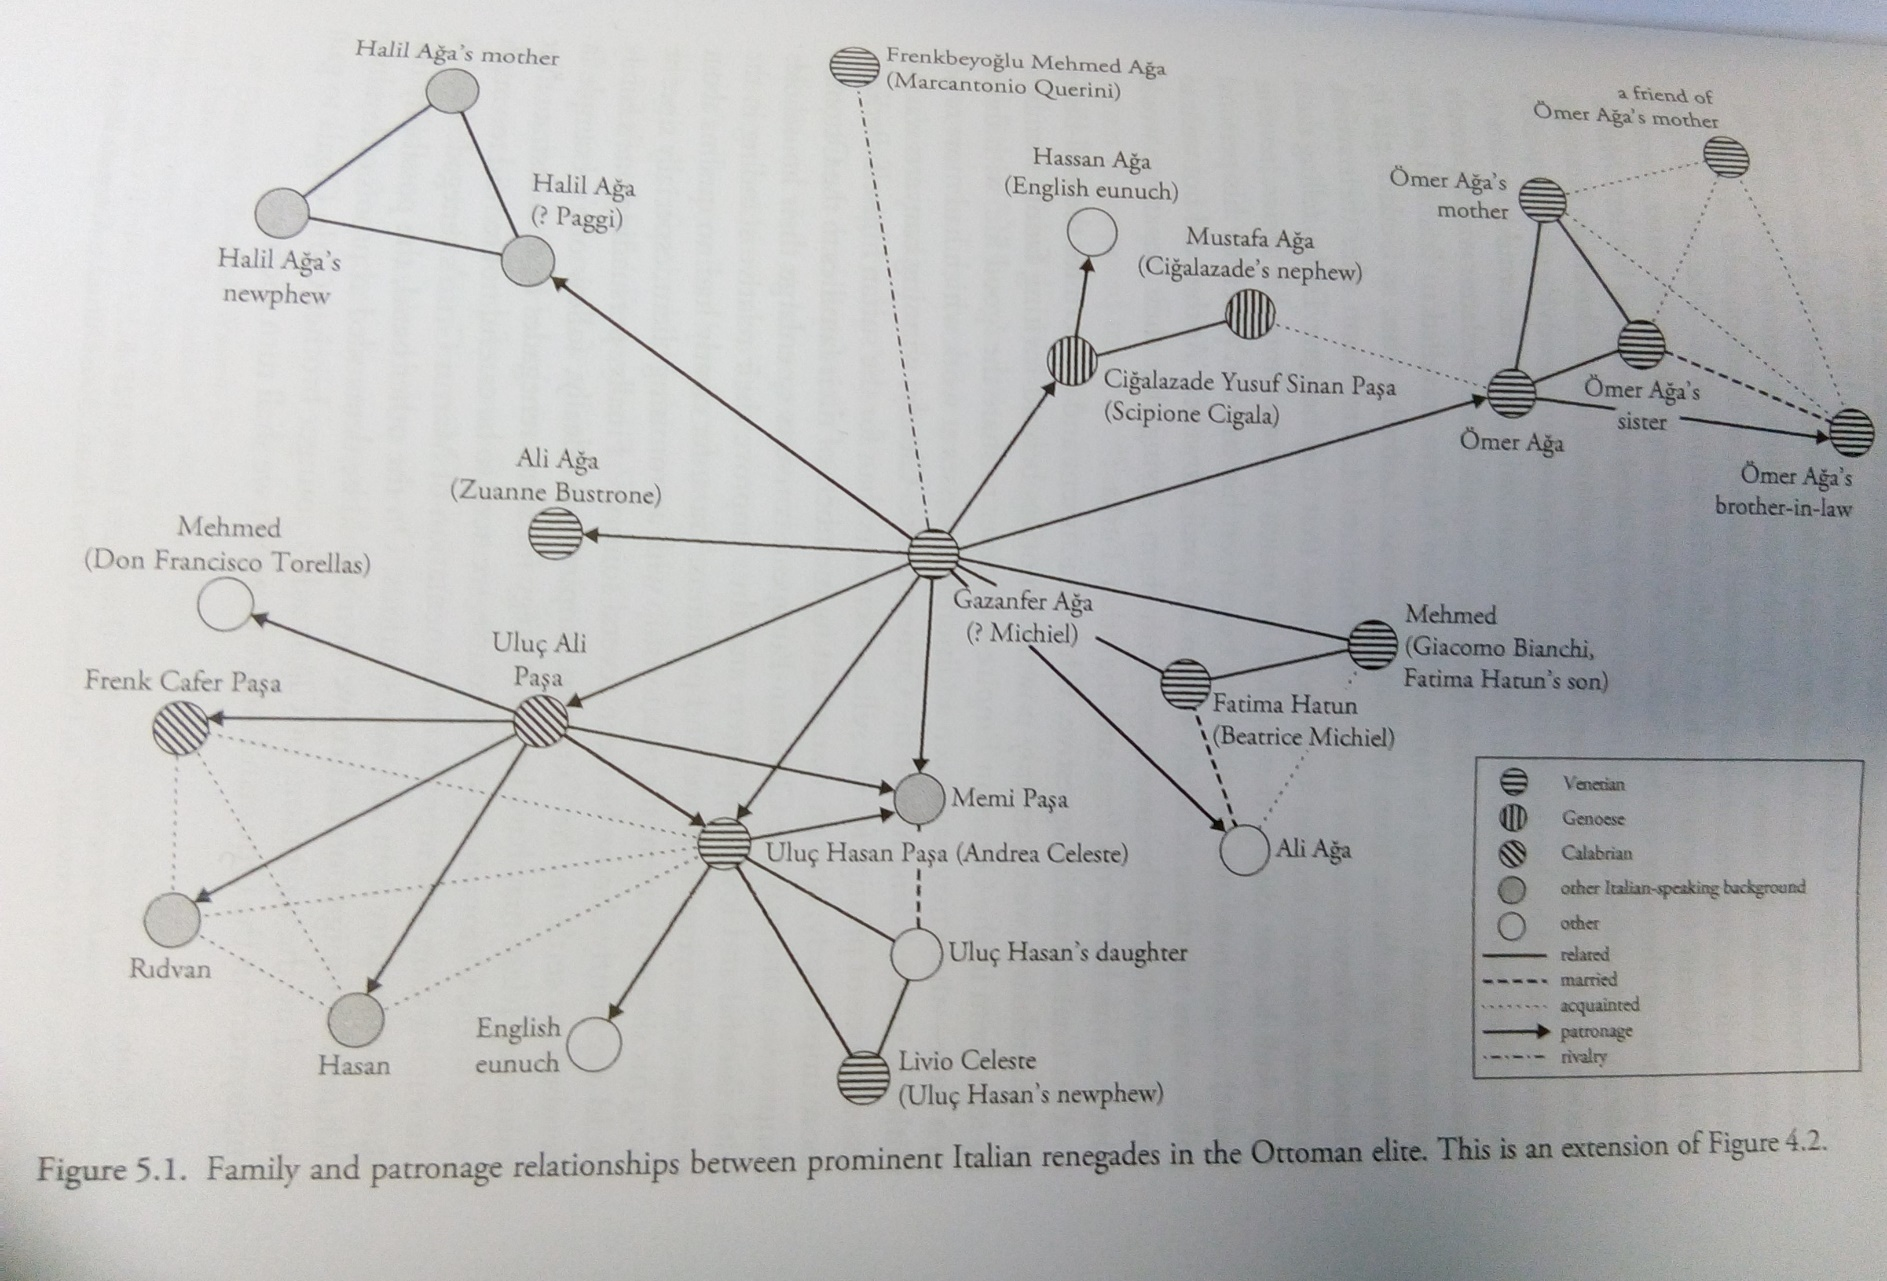 Halil Ağa's mother
Frenkbeyoğlu Mehmed Ağa
(Marcantonio Querini)
a friend of
Ömer Ağa's mother
Hassan Ağa
(English eunuch)
Halil Ağa
(? Paggi)
Ömer Ağa's
mother
Mustafa Ağa
(Ciğalazade's nephew)
Halil Ağa's
newphew
Ciğalazade Yusuf Sinan Paşa
(Scipione Cigala)
Ömer Ağa's
sister
Ömer Ağa
Ömer Ağa's
brother-in-law
Ali Ağa
(Zuanne Bustrone)
Mehmed
(Don Francisco Torellas)
Gazanfer Ağa
(? Michiel)
Mehmed
(Giacomo Bianchi,
Fatima Hatun's son)
Uluç Ali
Paşa
Frenk Cafer Paşa
Fatima Hatun
(Beatrice Michiel)
Memi Paşa
Uluç Hasan Paşa (Andrea Celeste)
Ali Ağa
Uluç Hasan's daughter
Rıdvan
Hasan
English
eunuch
Livio Celeste
(Uluç Hasan's newphew)
Venetian
Genoese
Calabrian
other Italian-speaking background
other
related
married
acquainted
patronage
rivalry
Figure 5.1. Family and patronage relationships between prominent Italian renegades in the Ottoman elite. This is an extension of Figure 4.2.